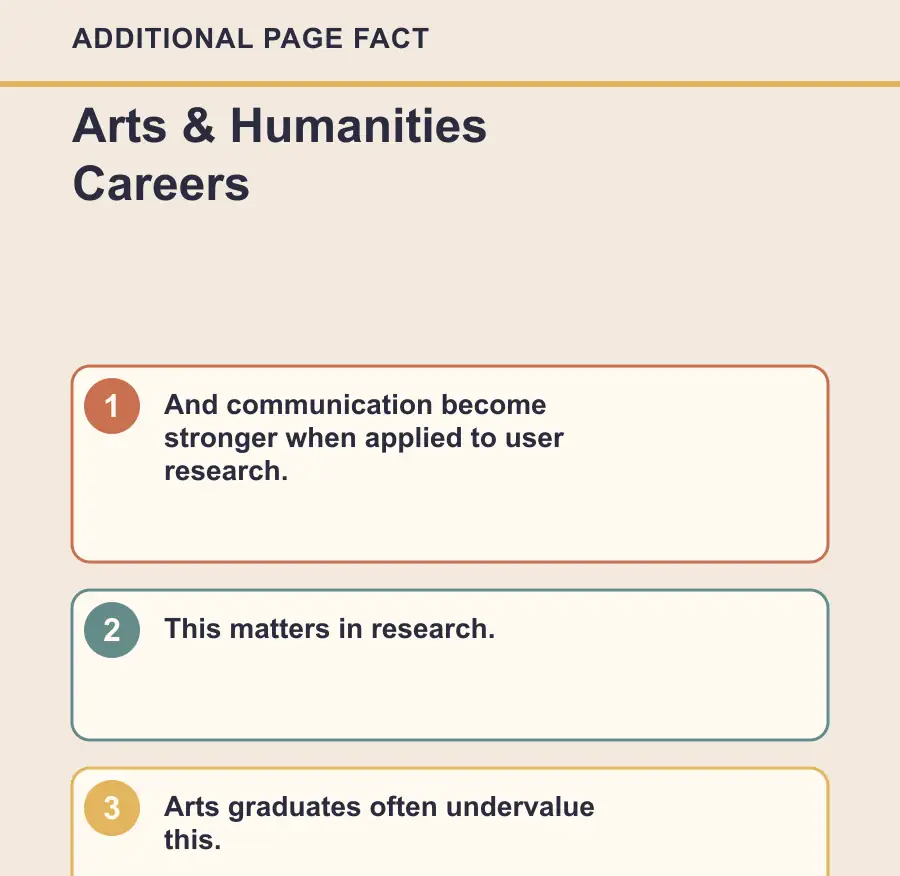 ADDITIONAL PAGE FACT
Arts & Humanities
Careers
1
And communication become
stronger when applied to user
research.
2
This matters in research.
3
Arts graduates often undervalue
this.